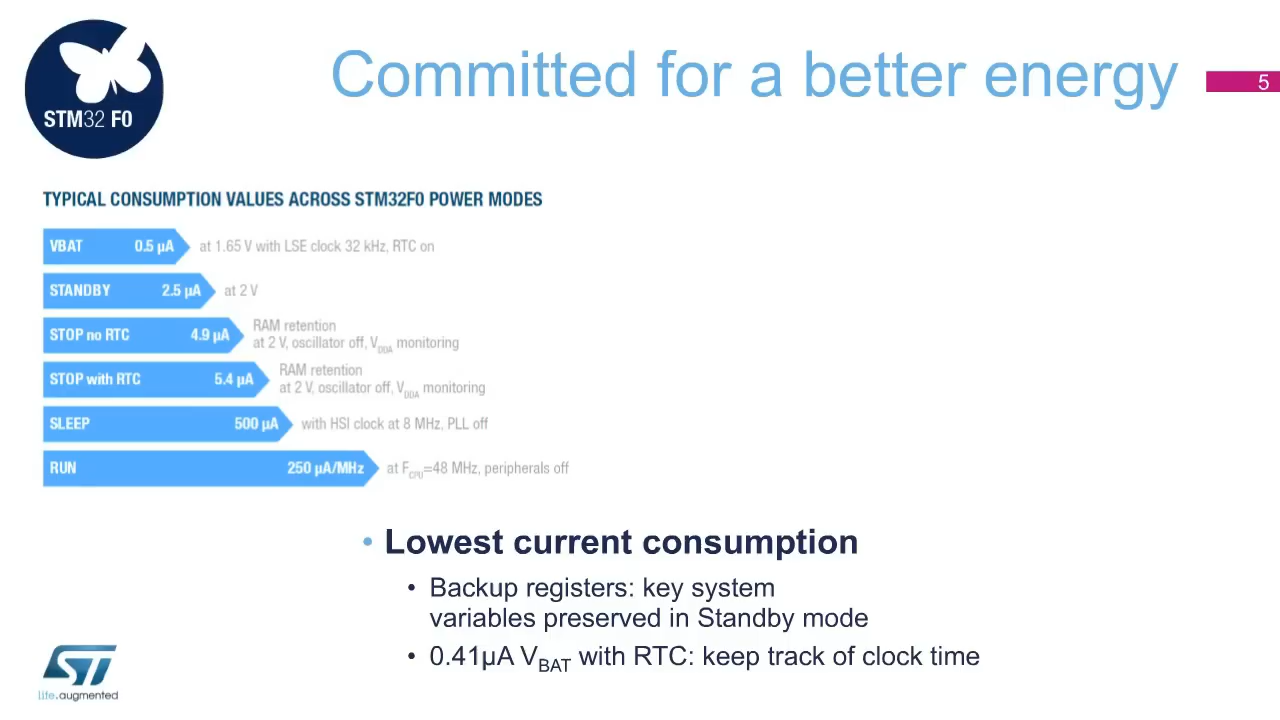 Committed for a better energy
5
STM32 F0
TYPICAL CONSUMPTION VALUES ACROSS STM32F0 POWER MODES
VBAT 0.5 µA at 1.65 V with LSE clock 32 kHz, RTC on
STANDBY 2.5 µA at 2 V
STOP no RTC 4.9 µA RAM retention
at 2 V, oscillator off, VDDA monitoring
STOP with RTC 5.4 µA RAM retention
at 2 V, oscillator off, VDDA monitoring
SLEEP 500 µA with HSI clock at 8 MHz, PLL off
RUN 250 µA/MHz at FCPU=48 MHz, peripherals off
• Lowest current consumption
• Backup registers: key system
variables preserved in Standby mode
• 0.41µA VBAT with RTC: keep track of clock time
ST
life.augmented